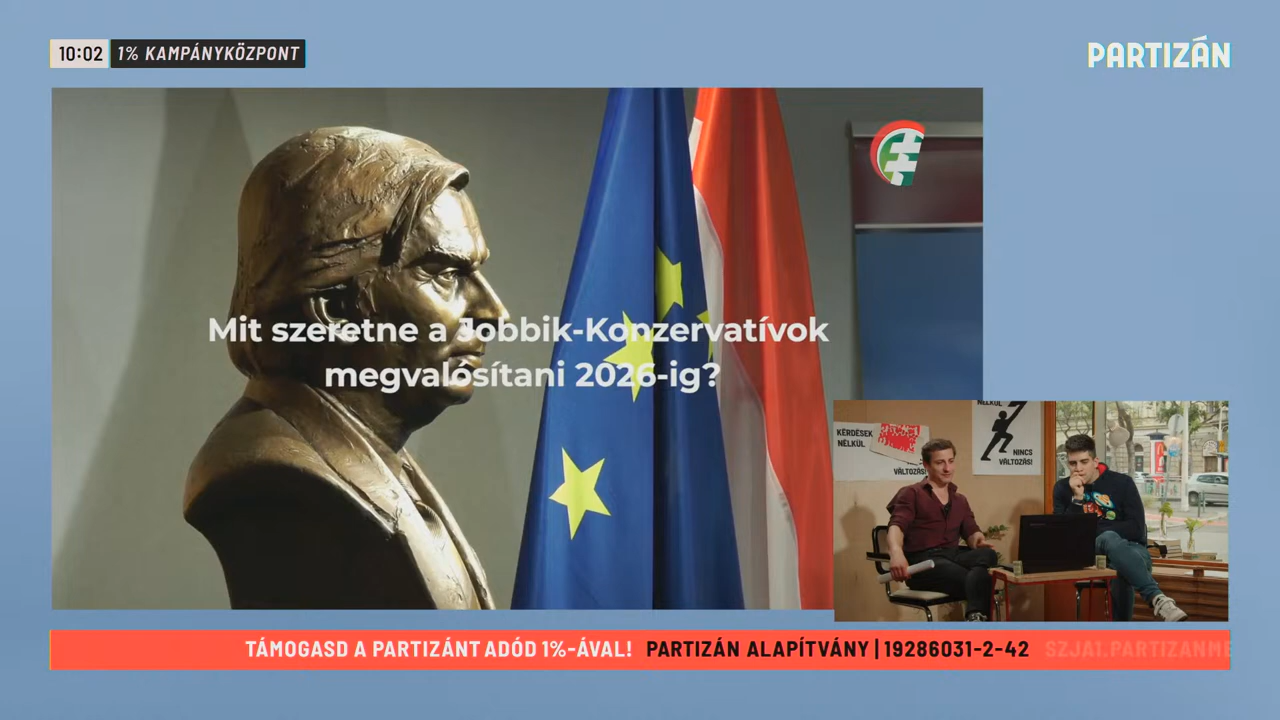 10:02 1% KAMPÁNYKÖZPONT
PARTIZÁN
Mit szeretne a Jobbik-Konzervatívok
megvalósítani 2026-ig?
KÉRDÉSEK
NÉLKÜL
VÁLTOZÁS!
NÉLKÜL
NINCS
VÁLTOZÁS!
TÁMOGASD A PARTIZÁNT ADÓD 1%-ÁVAL! PARTIZÁN ALAPÍTVÁNY | 19286031-2-42 SZJA1.PARTIZANME